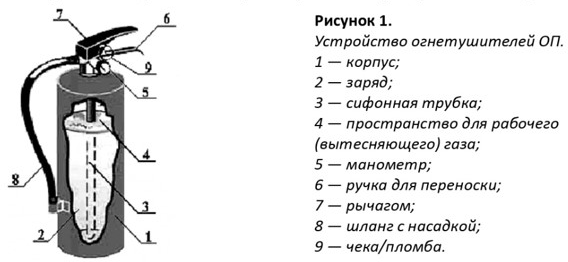 7
6
9
5
4
8
3
2
1
Рисунок 1.
Устройство огнетушителей ОП.
1 — корпус;
2 — заряд;
3 — сифонная трубка;
4 — пространство для рабочего
(вытесняющего) газа;
5 — манометр;
6 — ручка для переноски;
7 — рычагом;
8 — шланг с насадкой;
9 — чека/пломба.